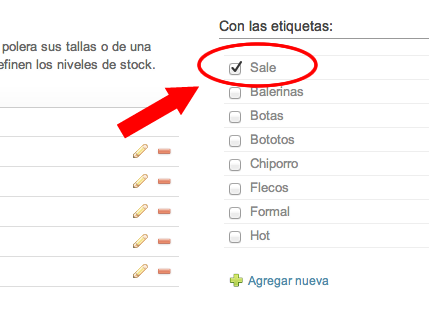 Con las etiquetas:
polera sus tallas o de una
efinen los niveles de stock.
Sale
Balerinas
Botas
Bototos
Chiporro
Flecos
Formal
Hot
Agregar nueva